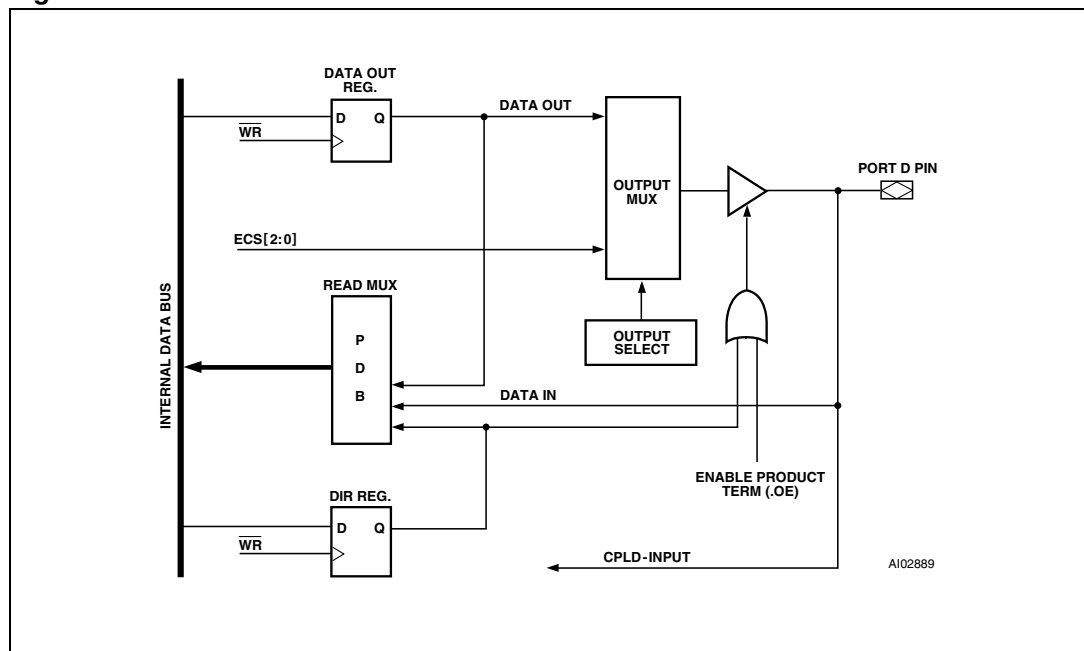 DATA OUT
REG.
D Q
WR
DATA OUT
OUTPUT
MUX
PORT D PIN
ECS[2:0]
READ MUX
P
D
B
OUTPUT
SELECT
INTERNAL DATA BUS
DATA IN
ENABLE PRODUCT
TERM (.OE)
DIR REG.
D Q
WR
CPLD-INPUT
AI02889